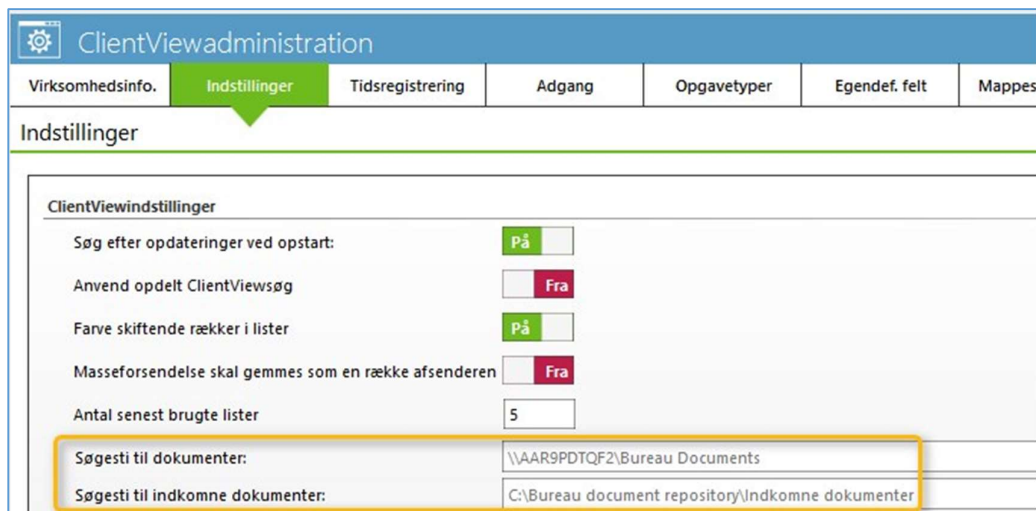 ClientViewadministration
Virksomhedsinfo. Indstillinger Tidsregistrering Adgang Opgavetyper Egendef. felt Mappes
Indstillinger
ClientViewindstillinger
Søg efter opdateringer ved opstart: På
Anvend opdelt ClientViewsøg Fra
Farve skiftende rækker i lister På
Masseforsendelse skal gemmes som en række afsenderen Fra
Antal senest brugte lister 5
Søgesti til dokumenter: \\AAR9PDTQF2\Bureau Documents
Søgesti til indkomne dokumenter: C:\Bureau document repository\Indkomne dokumenter